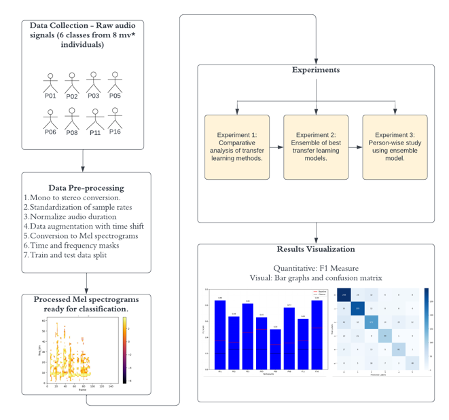 Data Collection - Raw audio
signals (6 classes from 8 mv*
individuals)
P01 P02 P03 P05
P06 P08 P11 P16
Data Pre-processing
1. Mono to stereo conversion.
2. Standardization of sample rates
3. Normalize audio duration
4. Data augmentation with time shift
5. Conversion to Mel spectrograms
6. Time and frequency masks
7. Train and test data split
Processed Mel spectrograms
ready for classification.
Experiments
Experiment 1:
Comparative
analysis of transfer
learning methods.
Experiment 2:
Ensemble of best
transfer learning
models.
Experiment 3:
Person-wise study
using ensemble
model.
Results Visualization
Quantitative: F1 Measure
Visual: Bar graphs and confusion matrix